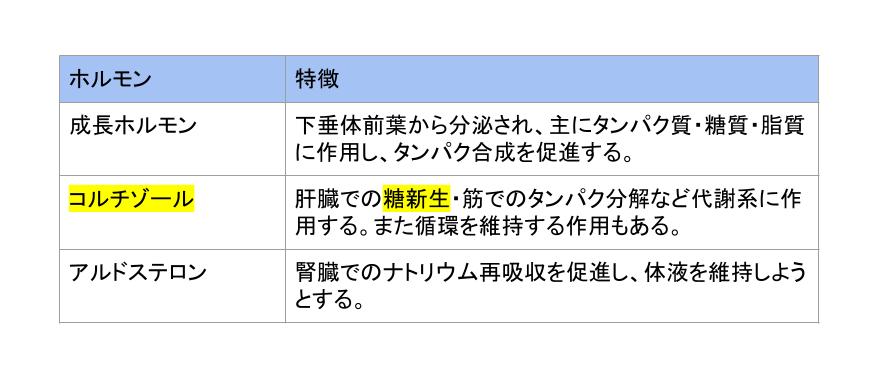 ホルモン
特徴
成長ホルモン
下垂体前葉から分泌され、主にタンパク質・糖質・脂質
に作用し、タンパク合成を促進する。
コルチゾール
肝臓での糖新生・筋でのタンパク分解など代謝系に作
用する。また循環を維持する作用もある。
アルドステロン
腎臓でのナトリウム再吸収を促進し、体液を維持しよう
とする。